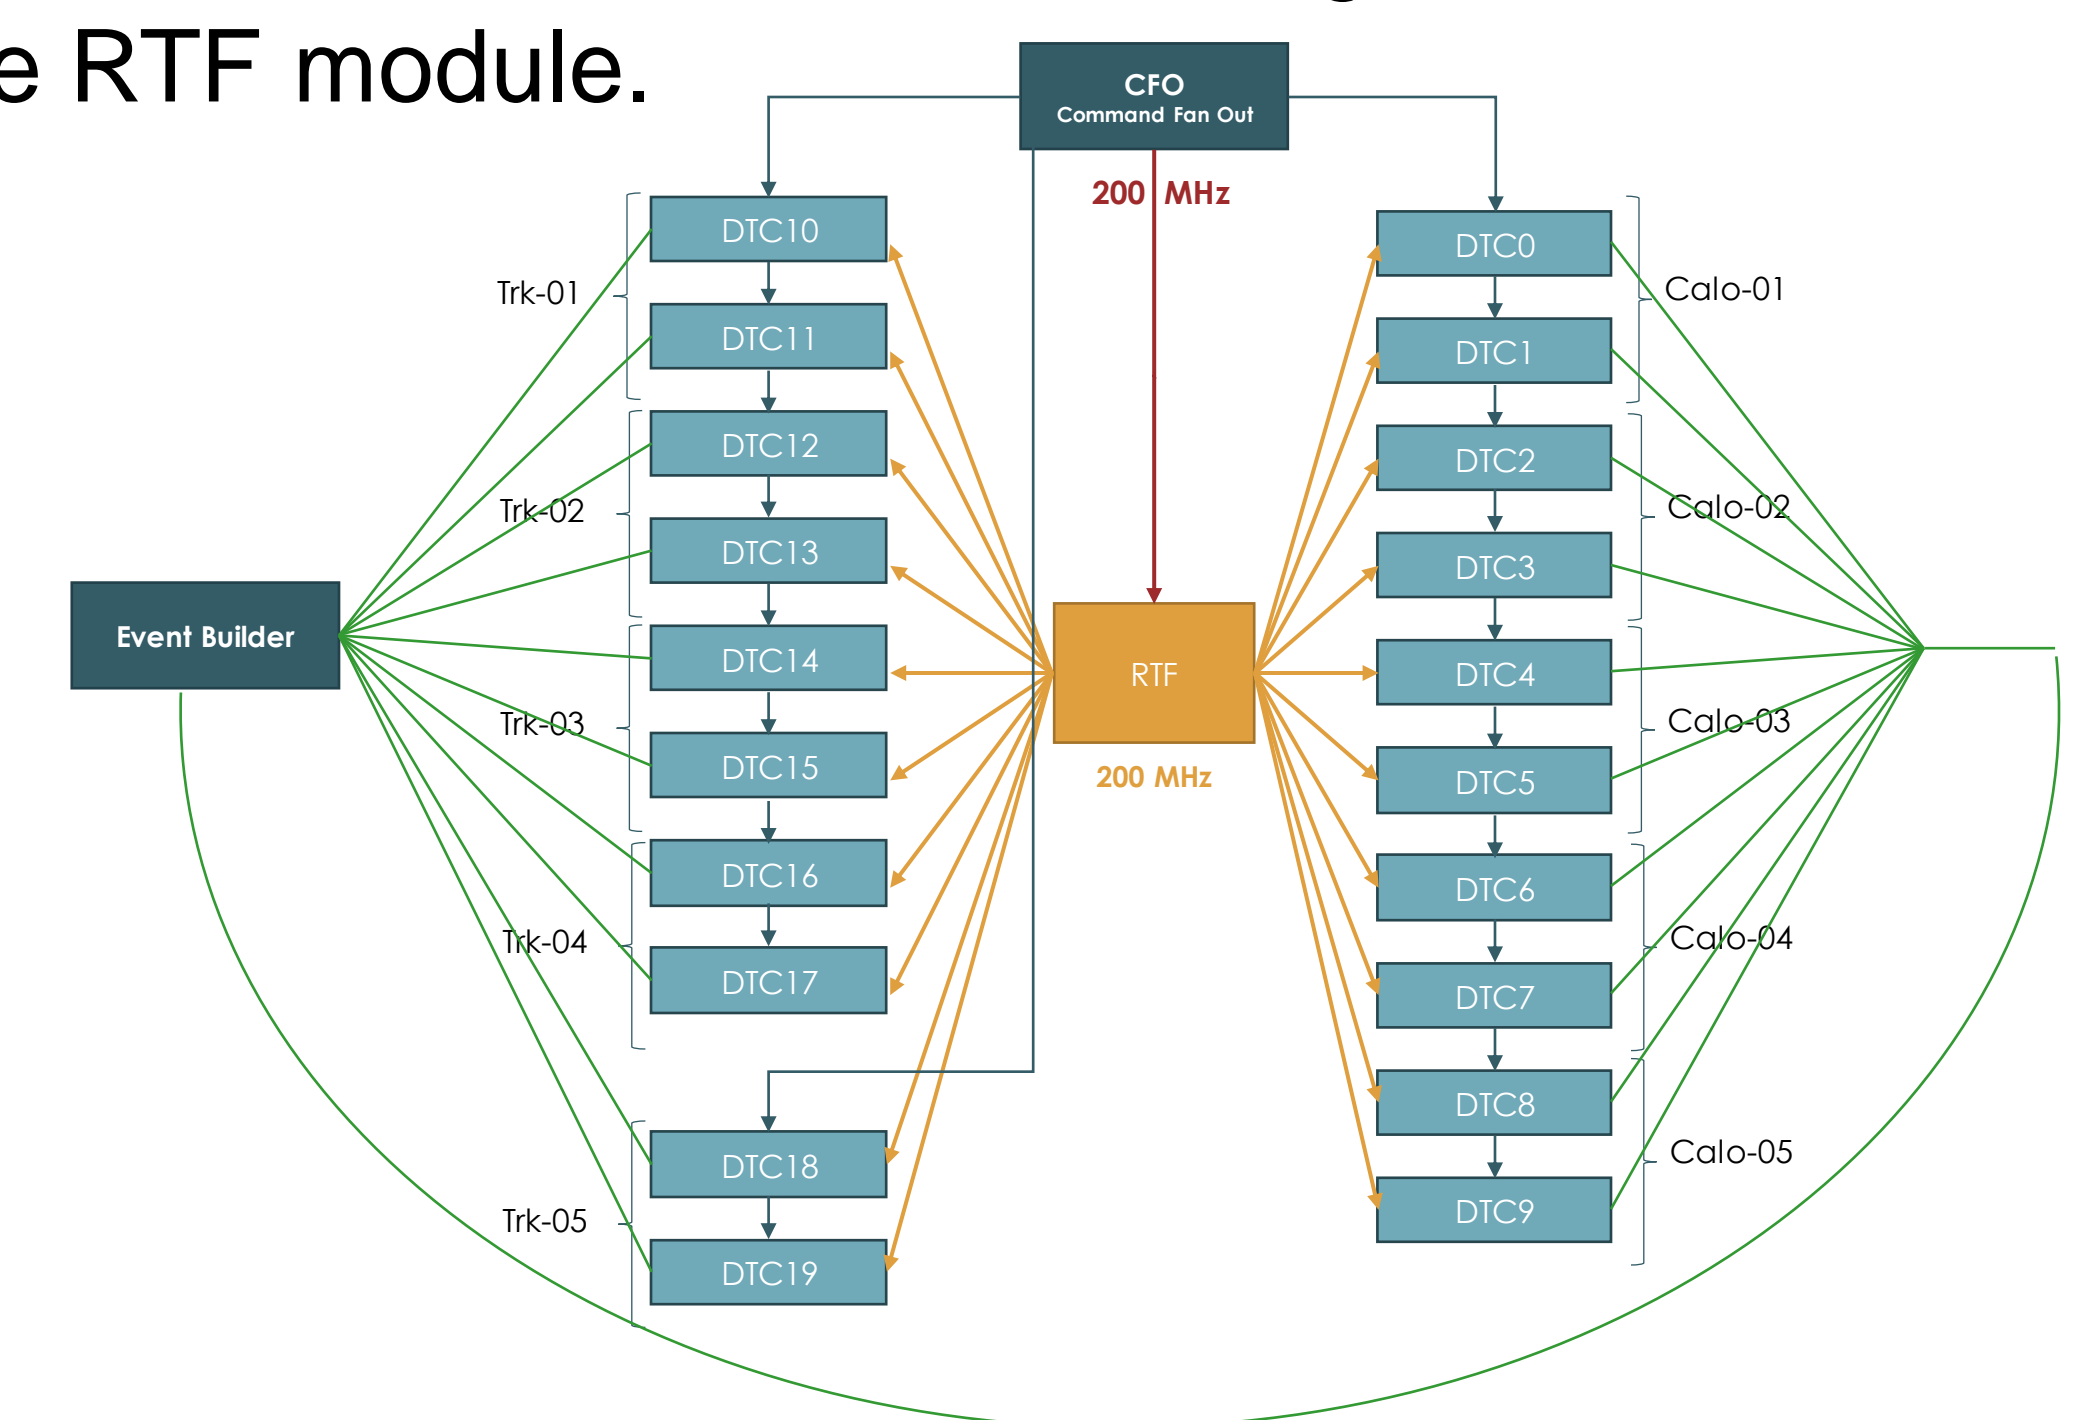 e RTF module.
CFO
Command Fan Out
200 MHz
DTC10
DTC0
Trk-01
Calo-01
DTC11
DTC1
DTC12
DTC2
Trk-02
Calo-02
DTC13
DTC3
Event Builder
DTC14
RTF
DTC4
Trk-03
Calo-03
DTC15
200 MHz
DTC5
DTC16
DTC6
Trk-04
Calo-04
DTC17
DTC7
DTC8
DTC18
Calo-05
Trk-05
DTC9
DTC19